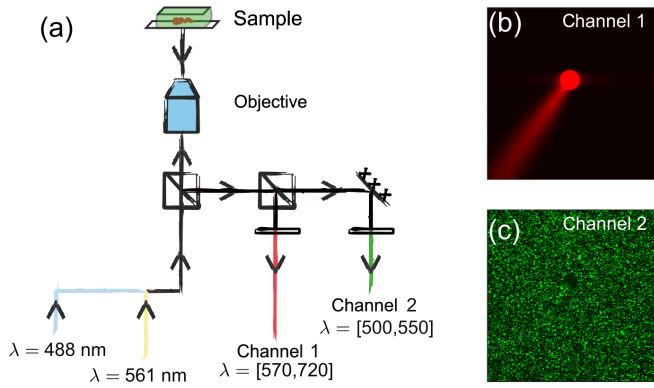 (a)
Sample
Objective
λ = 488 nm
λ = 561 nm
Channel 1
λ = [570,720]
Channel 2
λ = [500,550]
(b)
Channel 1
(c)
Channel 2